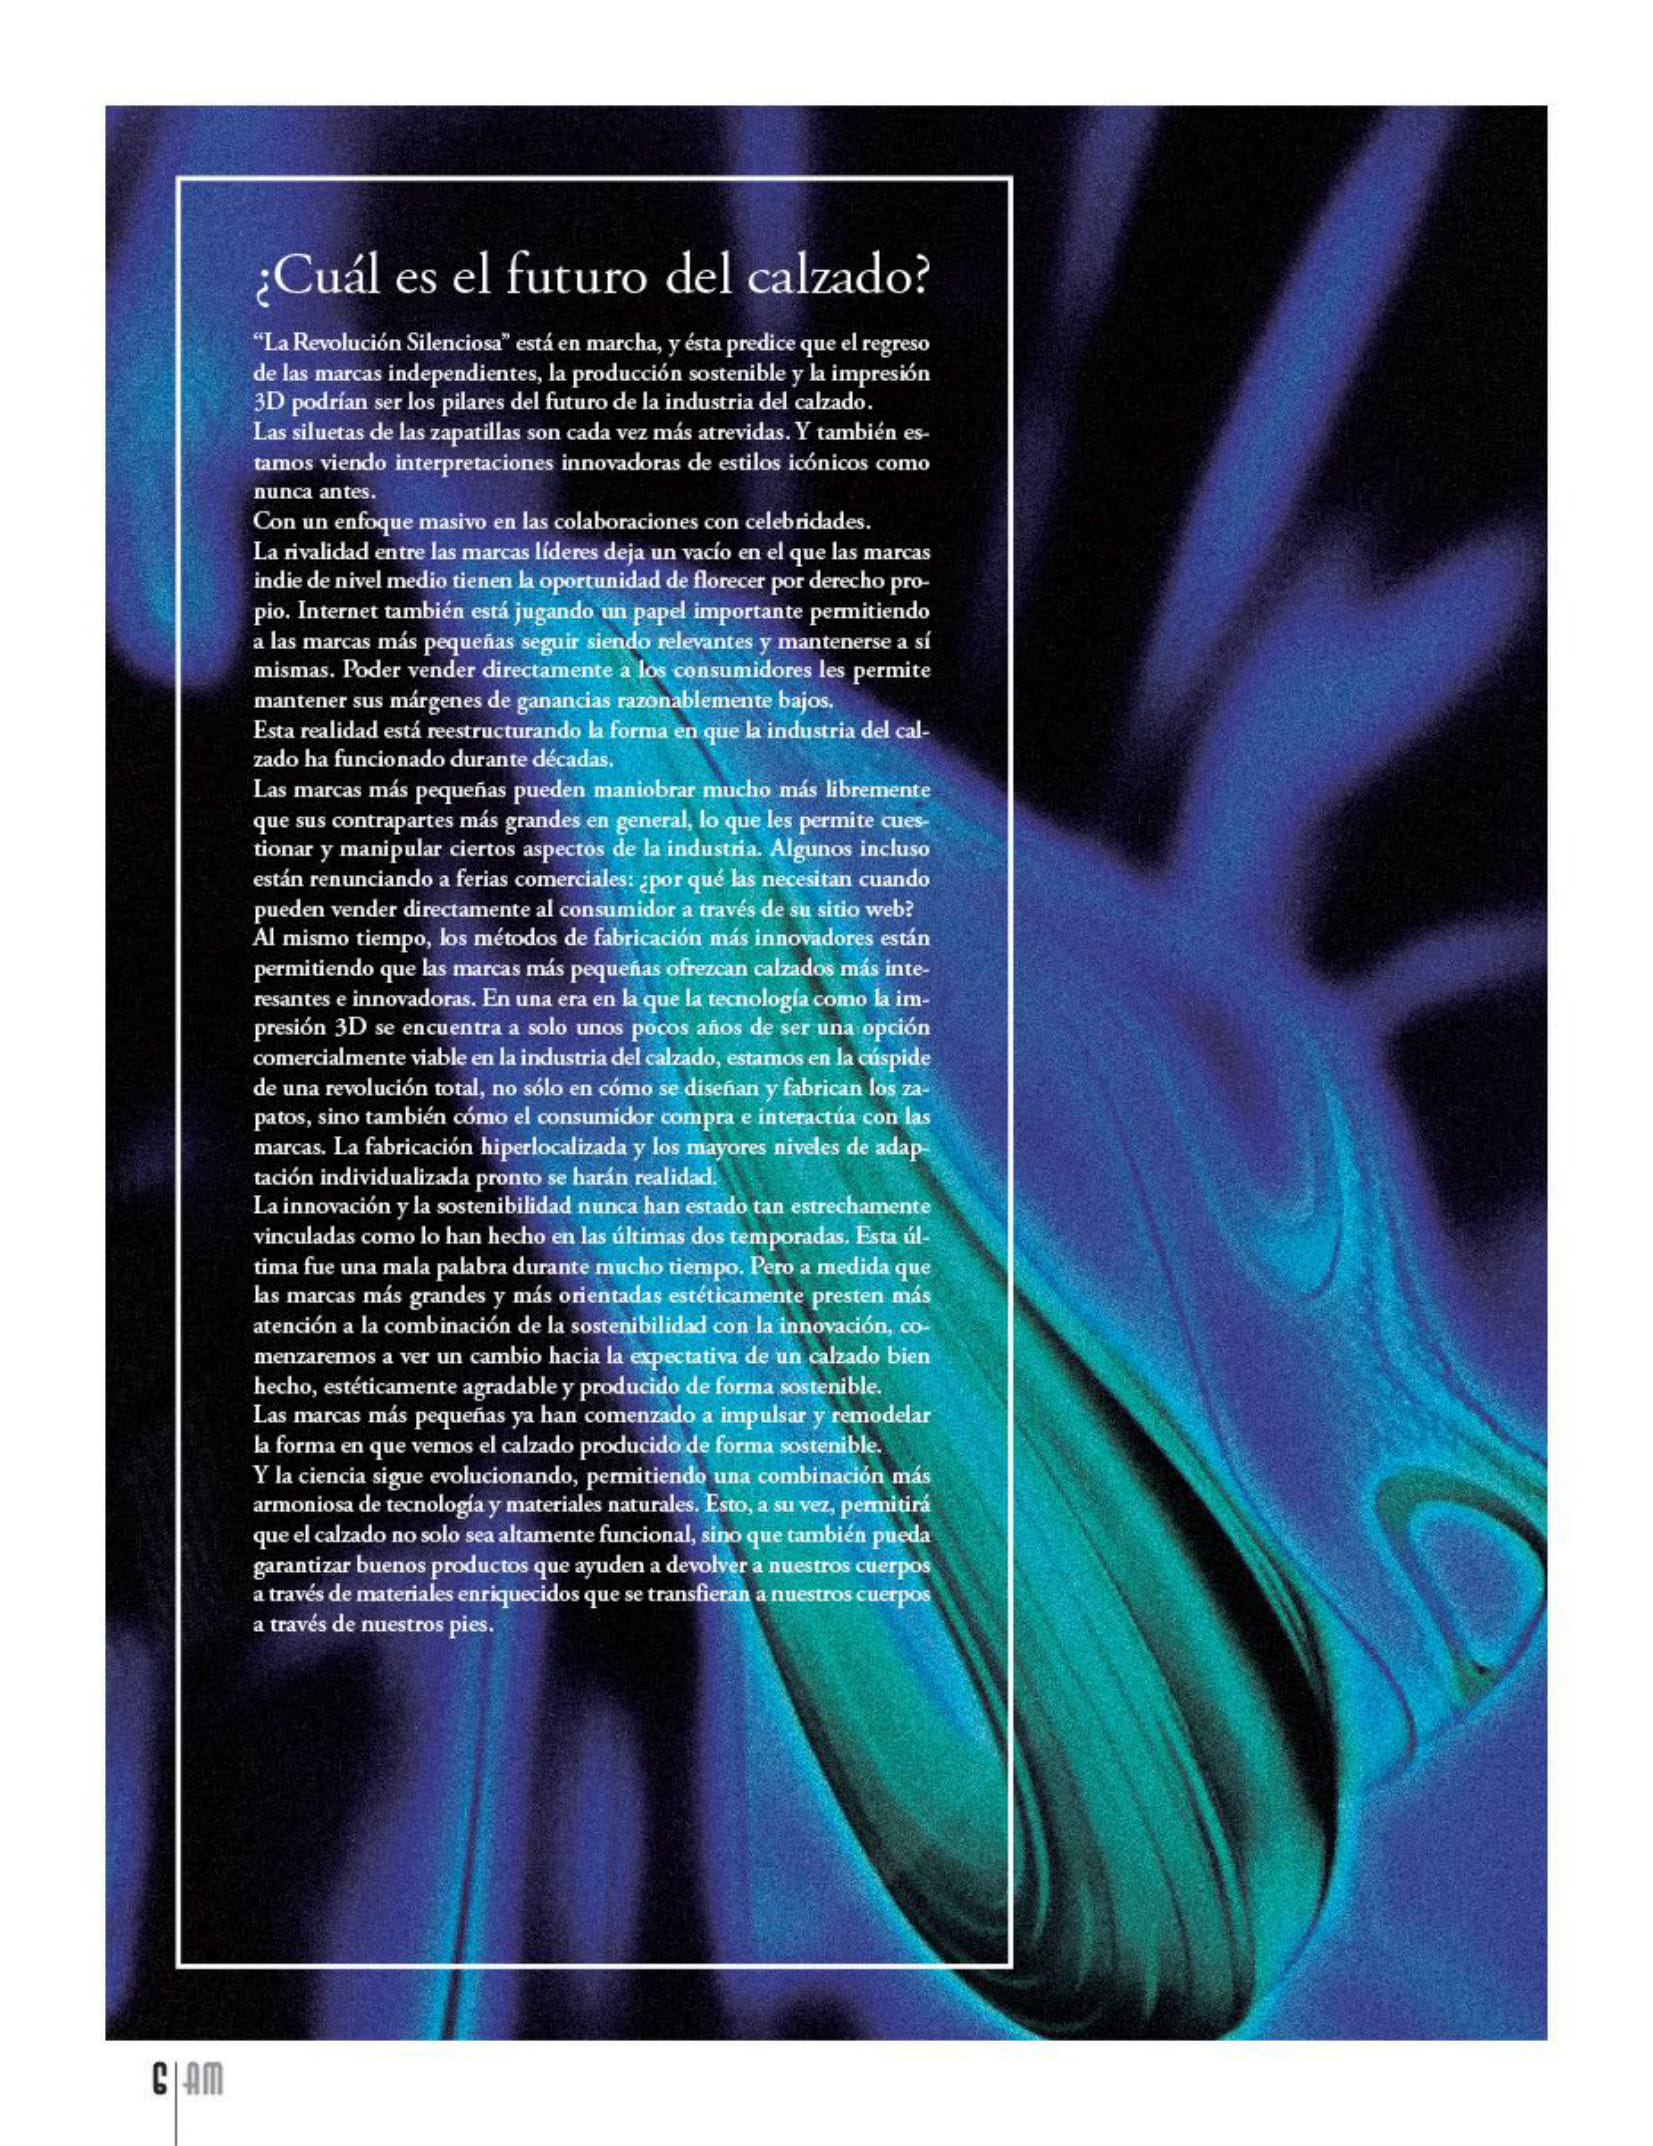 ¿Cuál es el futuro del calzado?
“La Revolución Silenciosa” está en marcha, y ésta predice que el regreso
de las marcas independientes, la producción sostenible y la impresión
3D podrían ser los pilares del futuro de la industria del calzado.
Las siluetas de las zapatillas son cada vez más atrevidas. Y también es-
tamos viendo interpretaciones innovadoras de estilos icónicos como
nunca antes.
Con un enfoque masivo en las colaboraciones con celebridades.
La rivalidad entre las marcas líderes deja un vacío en el que las marcas
indie de nivel medio tienen la oportunidad de florecer por derecho pro-
pio. Internet también está jugando un papel importante permitiendo
a las marcas más pequeñas seguir siendo relevantes y mantenerse a sí
mismas. Poder vender directamente a los consumidores les permite
mantener sus márgenes de ganancias razonablemente bajos.
Esta realidad está reestructurando la forma en que la industria del cal-
zado ha funcionado durante décadas.
Las marcas más pequeñas pueden maniobrar mucho más libremente
que sus contrapartes más grandes en general, lo que les permite cues-
tionar y manipular ciertos aspectos de la industria. Algunos incluso
están renunciando a ferias comerciales: ¿por qué las necesitan cuando
pueden vender directamente al consumidor a través de su sitio web?
Al mismo tiempo, los métodos de fabricación más innovadores están
permitiendo que las marcas más pequeñas ofrezcan calzados más inte-
resantes e innovadoras. En una era en la que la tecnología como la im-
presión 3D se encuentra a solo unos pocos años de ser una opción
comercialmente viable en la industria del calzado, estamos en la cúspide
de una revolución total, no sólo en cómo se diseñan y fabrican los za-
patos, sino también cómo el consumidor compra e interactúa con las
marcas. La fabricación hiperlocalizada y los mayores niveles de adap-
tación individualizada pronto se harán realidad.
La innovación y la sostenibilidad nunca han estado tan estrechamente
vinculadas como lo han hecho en las últimas dos temporadas. Esta úl-
tima fue una mala palabra durante mucho tiempo. Pero a medida que
las marcas más grandes y más orientadas estéticamente presten más
atención a la combinación de la sostenibilidad con la innovación, co-
menzaremos a ver un cambio hacia la expectativa de un calzado bien
hecho, estéticamente agradable y producido de forma sostenible.
Las marcas más pequeñas ya han comenzado a impulsar y remodelar
la forma en que vemos el calzado producido de forma sostenible.
Y la ciencia sigue evolucionando, permitiendo una combinación más
armoniosa de tecnología y materiales naturales. Esto, a su vez, permitirá
que el calzado no solo sea altamente funcional, sino que también pueda
garantizar buenos productos que ayuden a devolver a nuestros cuerpos
a través de materiales enriquecidos que se transfieran a nuestros cuerpos
a través de nuestros pies.
6 AM